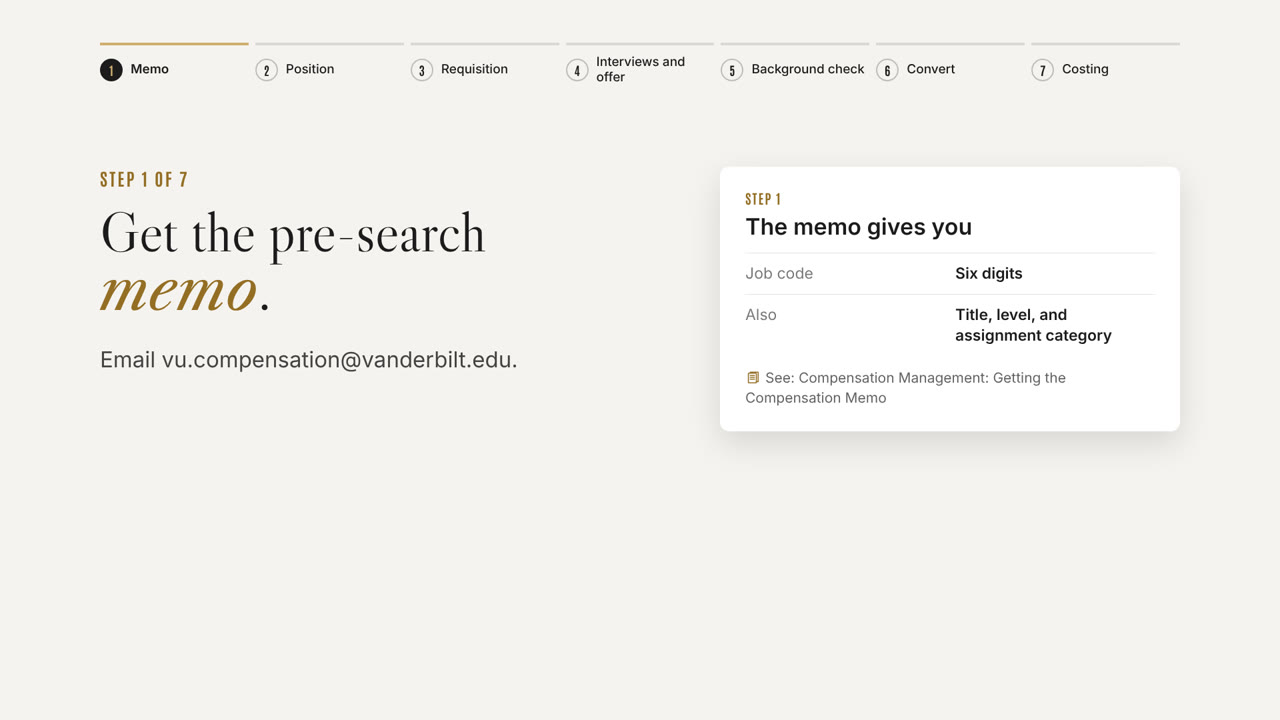 1 Memo
2 Position
3 Requisition
4 Interviews and
offer
5 Background check
6 Convert
7 Costing
STEP 1 OF 7
Get the pre-search
memo.
Email vu.compensation@vanderbilt.edu.
STEP 1
The memo gives you
Job code Six digits
Also Title, level, and
assignment category
See: Compensation Management: Getting the
Compensation Memo